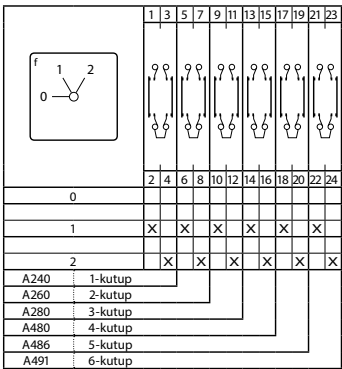 1 3 5 7 9 11 13 15 17 19 21 23
f
1 2
0
2 4 6 8 10 12 14 16 18 20 22 24
0
1 X X X X X X
2 X X X X X X
A240 1-kutup
A260 2-kutup
A280 3-kutup
A480 4-kutup
A486 5-kutup
A491 6-kutup